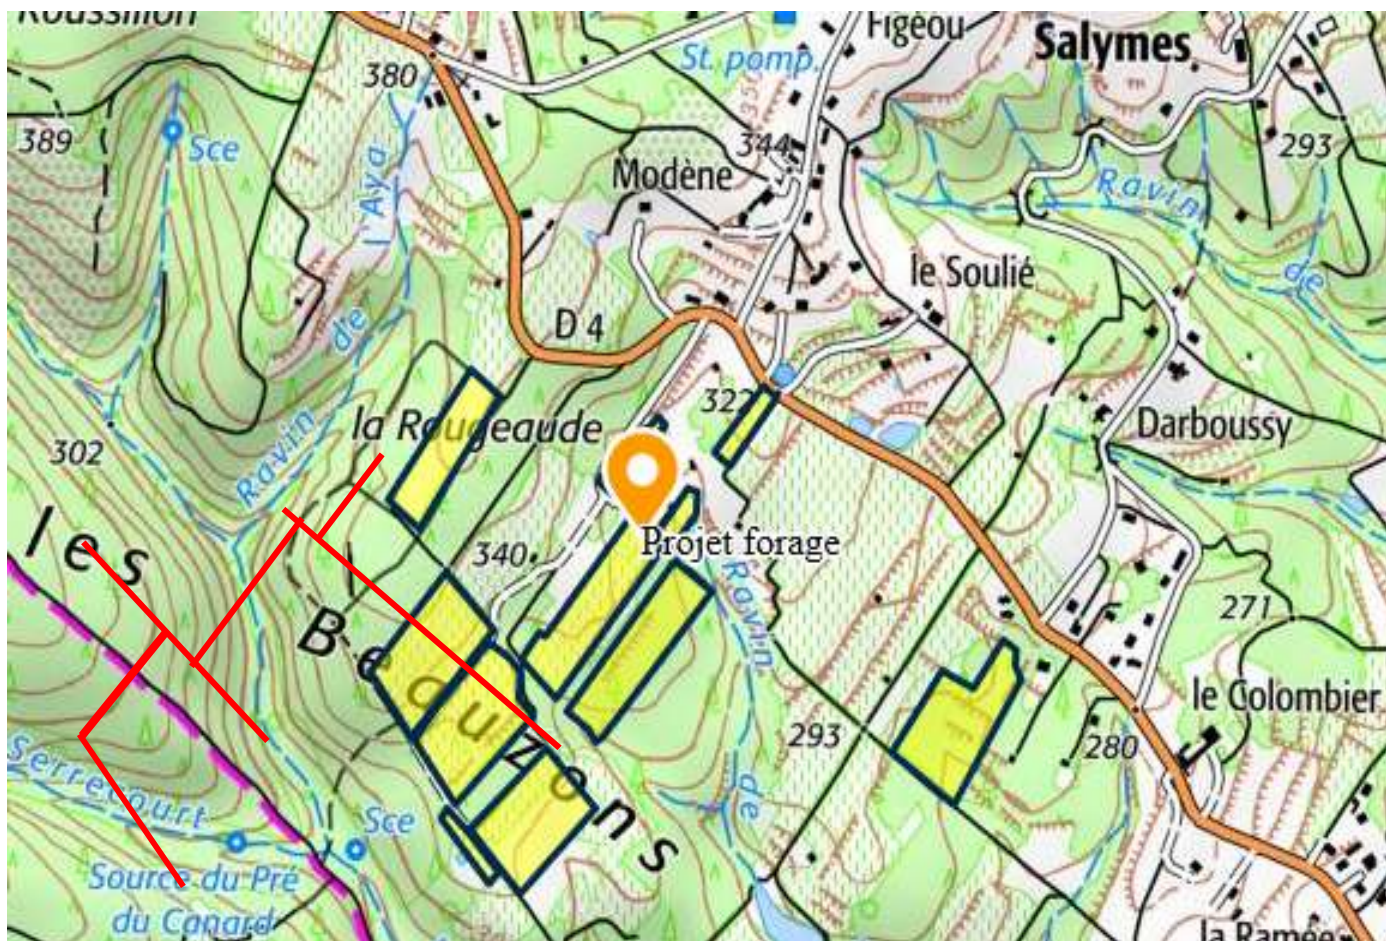 Roussillon
Figéou
Salymes
St. pomp.
380
389
Sce
344
293
Modène
Ravin
l'Aya
le Soulié
de
D 4
de
322
la Rougeaude
Darboussy
302
Ravin
les
Projet forage
340
Ravin
271
Beauzons
le Colombier
293
280
de
Serrecourt
Sce
Source du Pré
du Canard
la Ramée